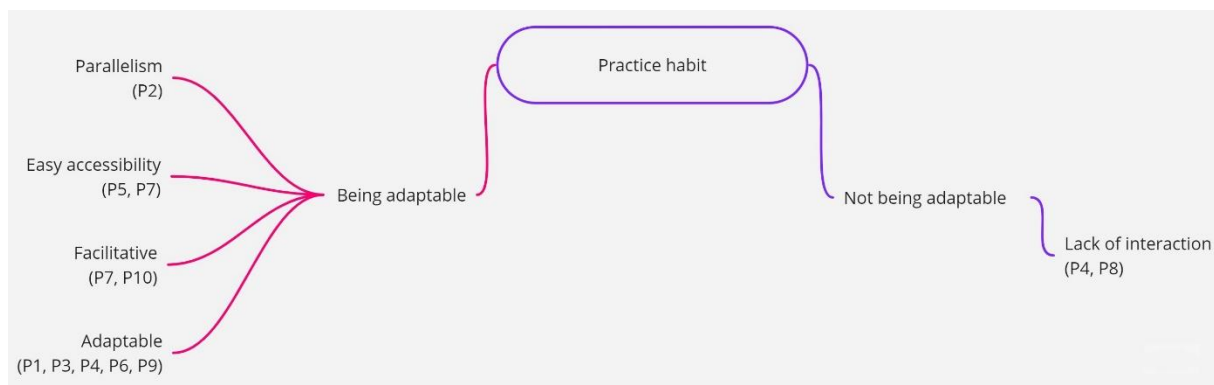 Practice habit
Parallelism
(P2)
Easy accessibility
(P5, P7)
Being adaptable
Facilitative
(P7, P10)
Adaptable
(P1, P3, P4, P6, P9)
Not being adaptable
Lack of interaction
(P4, P8)